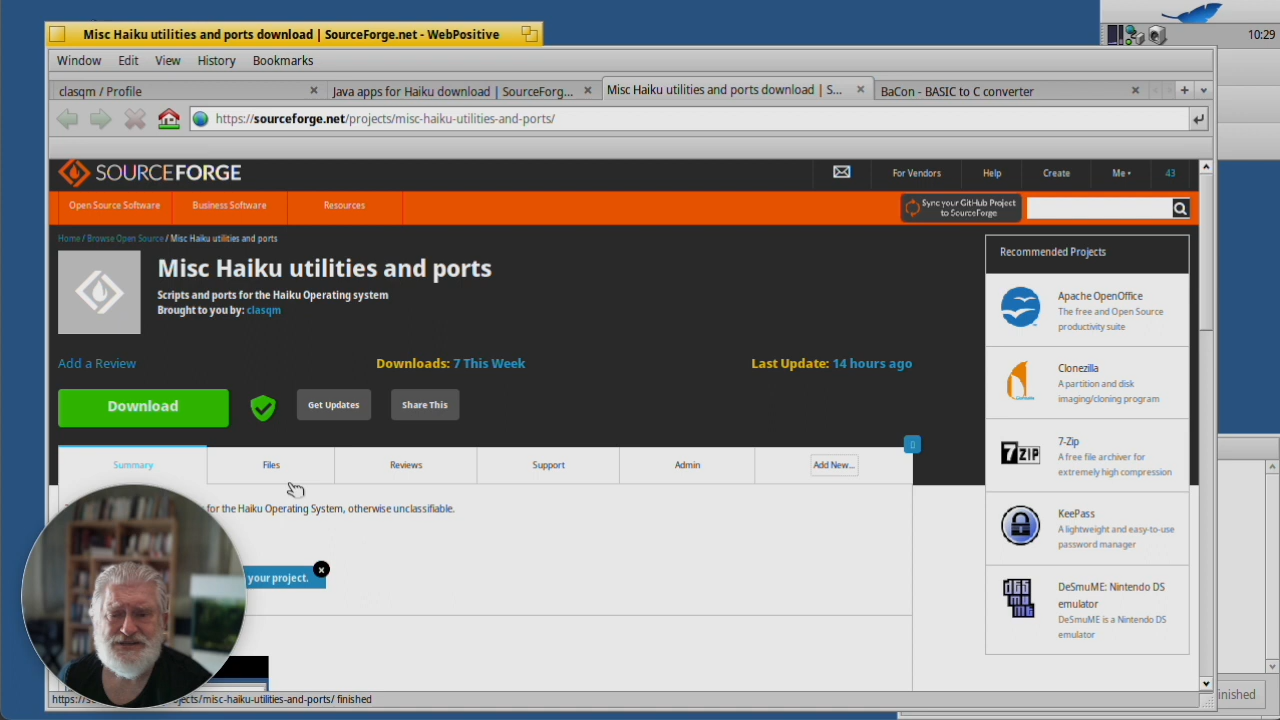 Misc Haiku utilities and ports download | SourceForge.net - WebPositive
10:29
Window Edit View History Bookmarks
clasqm / Profile
Java apps for Haiku download | SourceForg...
Misc Haiku utilities and ports download | S...
BaCon - BASIC to C converter
https://sourceforge.net/projects/misc-haiku-utilities-and-ports/
SOURCEFORGE
For Vendors Help Create Me 43
Open Source Software Business Software Resources
Sync your GitHub Project
to SourceForge
Home / Browse Open Source / Misc Haiku utilities and ports
Misc Haiku utilities and ports
Scripts and ports for the Haiku Operating system
Brought to you by: clasqm
Add a Review
Downloads: 7 This Week
Last Update: 14 hours ago
Download
Get Updates
Share This
Summary Files Reviews Support Admin Add New...
for the Haiku Operating System, otherwise unclassifiable.
your project.
Recommended Projects
Apache OpenOffice
The free and Open Source
productivity suite
Clonezilla
A partition and disk
imaging/cloning program
7-Zip
A free file archiver for
extremely high compression
KeePass
A lightweight and easy-to-use
password manager
DeSmuME: Nintendo DS
emulator
DeSmuME is a Nintendo DS
emulator
7ZIP
https://so
jects/misc-haiku-utilities-and-ports/ finished
inished